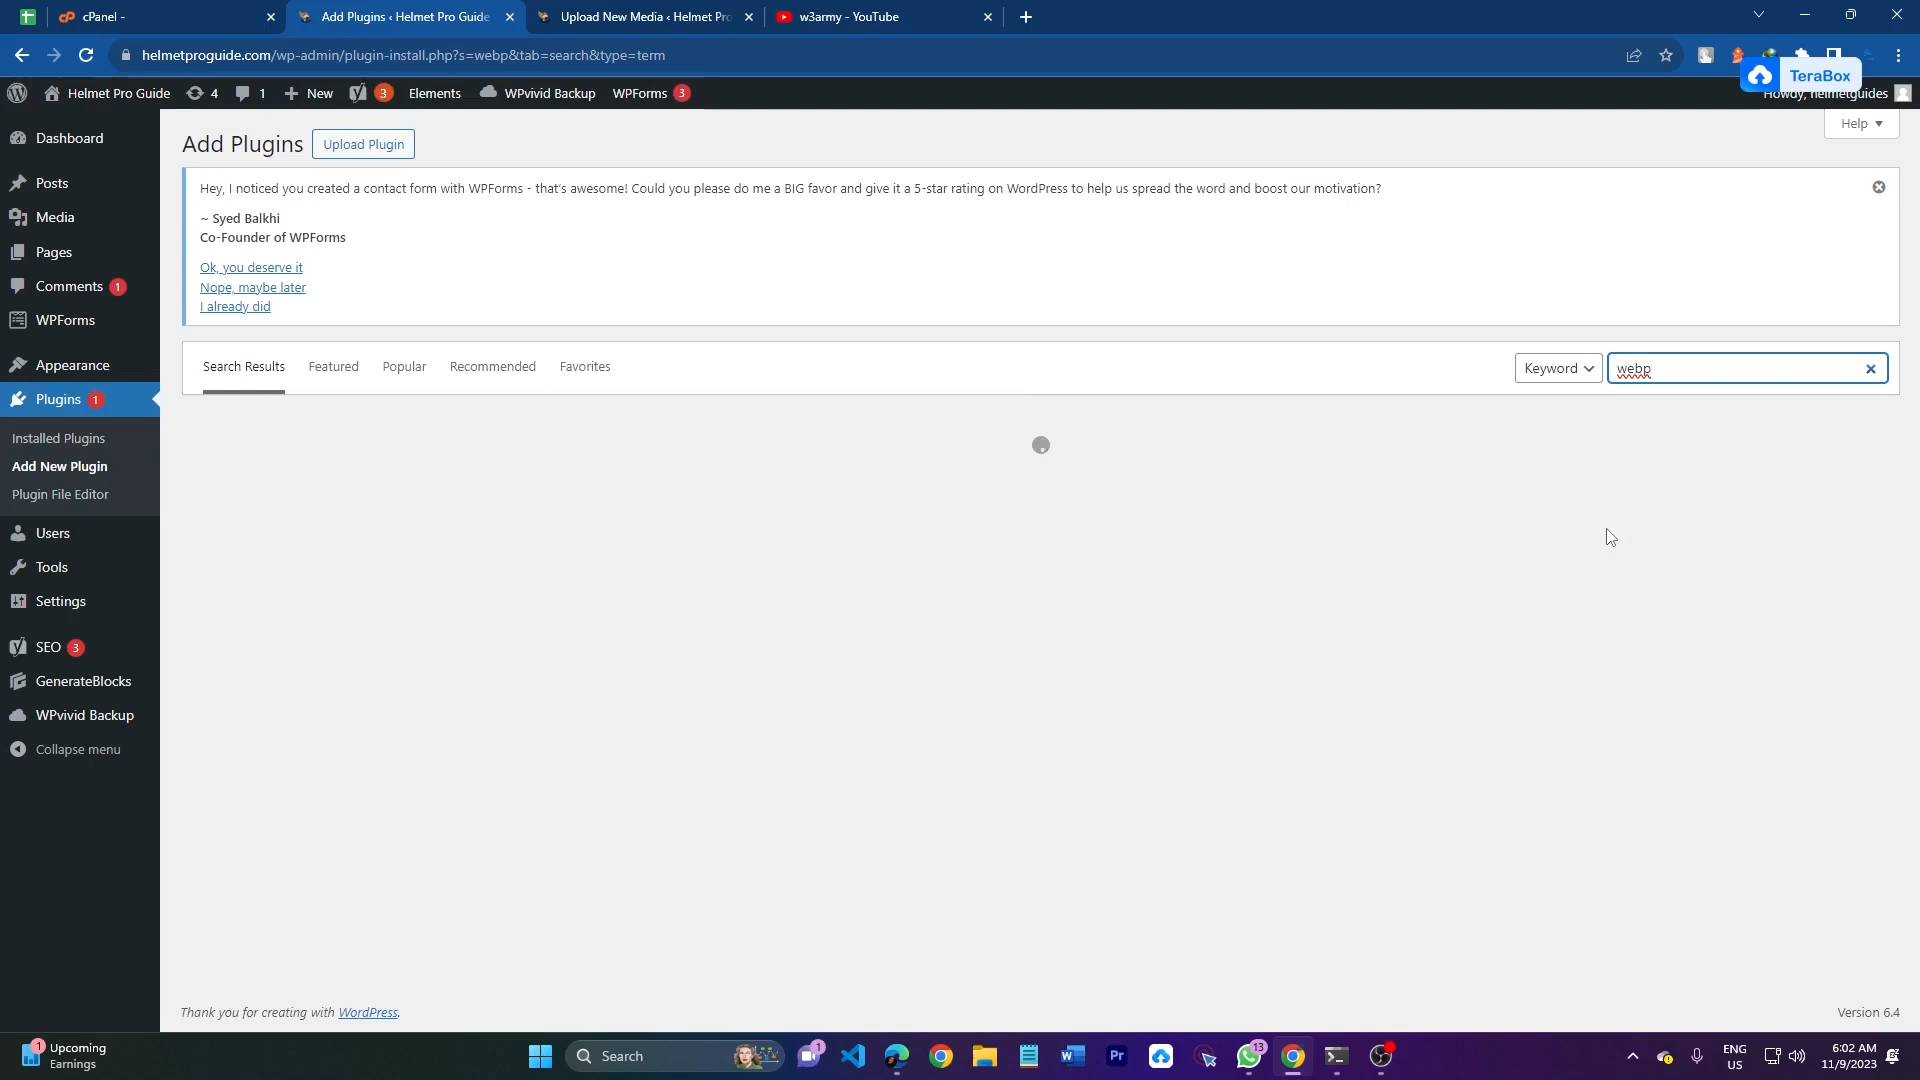 cPanel -
Add Plugins ‹ Helmet Pro Guide
Upload New Media ‹ Helmet Pro
w3army - YouTube
helmetproguide.com/wp-admin/plugin-install.php?s=webp&tab=search&type=term
TeraBox
Helmet Pro Guide
4
1
New
3
Elements
WPvivid Backup
WPForms
3
Howdy, helmetguides
Help
Dashboard
Posts
Media
Pages
Comments 1
WPForms
Appearance
Plugins 1
Installed Plugins
Add New Plugin
Plugin File Editor
Users
Tools
Settings
SEO 3
GenerateBlocks
WPvivid Backup
Collapse menu
Add Plugins
Upload Plugin
Hey, I noticed you created a contact form with WPForms - that's awesome! Could you please do me a BIG favor and give it a 5-star rating on WordPress to help us spread the word and boost our motivation?
~ Syed Balkhi
Co-Founder of WPForms
Ok, you deserve it
Nope, maybe later
I already did
Search Results
Featured
Popular
Recommended
Favorites
Keyword
webp
Thank you for creating with WordPress.
Version 6.4
1
Upcoming
Earnings
Search
1
Pr
13
ENG
US
6:02 AM
11/9/2023